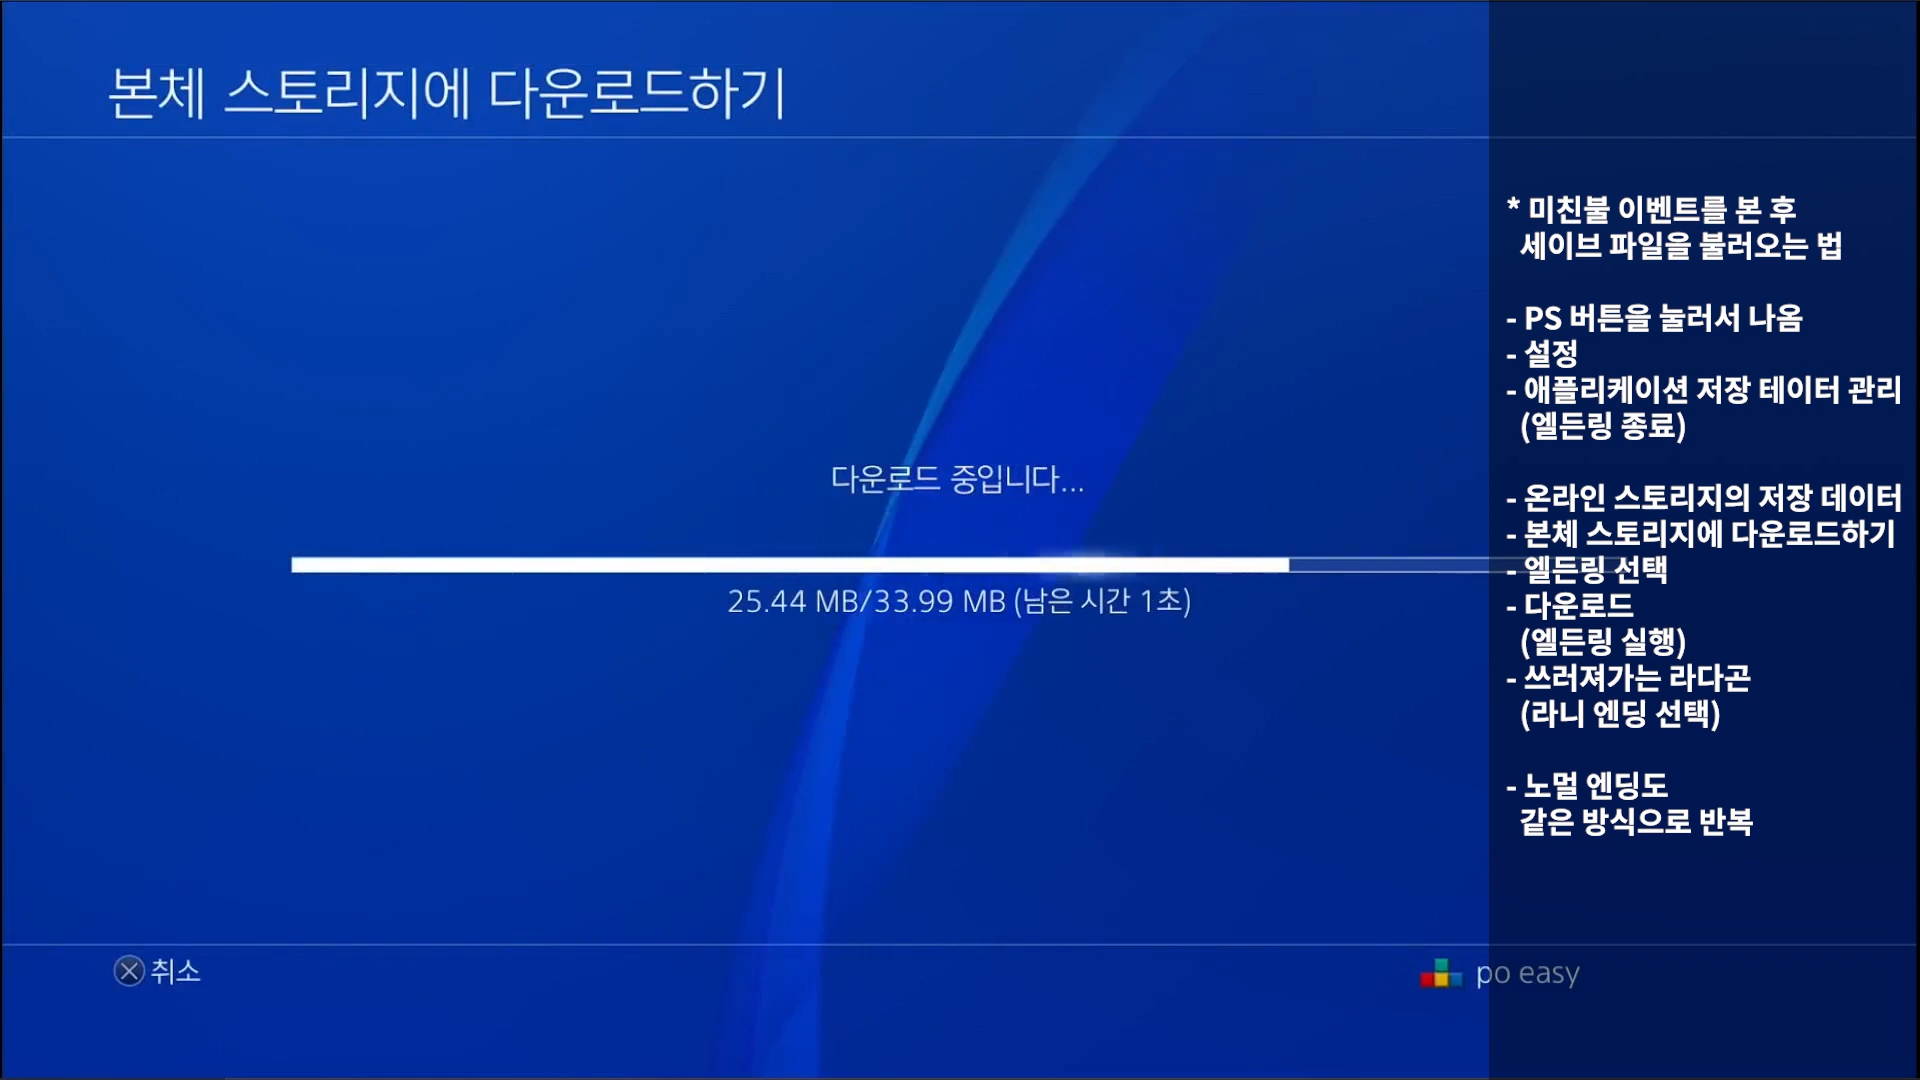 본체 스토리지에 다운로드하기
다운로드 중입니다...
25.44 MB/33.99 MB (남은 시간 1초)
* 미친불 이벤트를 본 후
세이브 파일을 불러오는 법
- PS 버튼을 눌러서 나옴
- 설정
- 애플리케이션 저장 테이터 관리
(엘든링 종료)
- 온라인 스토리지의 저장 데이터
- 본체 스토리지에 다운로드하기
- 엘든링 선택
- 다운로드
(엘든링 실행)
- 쓰러져가는 라다곤
(라니 엔딩 선택)
- 노멀 엔딩도
같은 방식으로 반복
취소
po easy